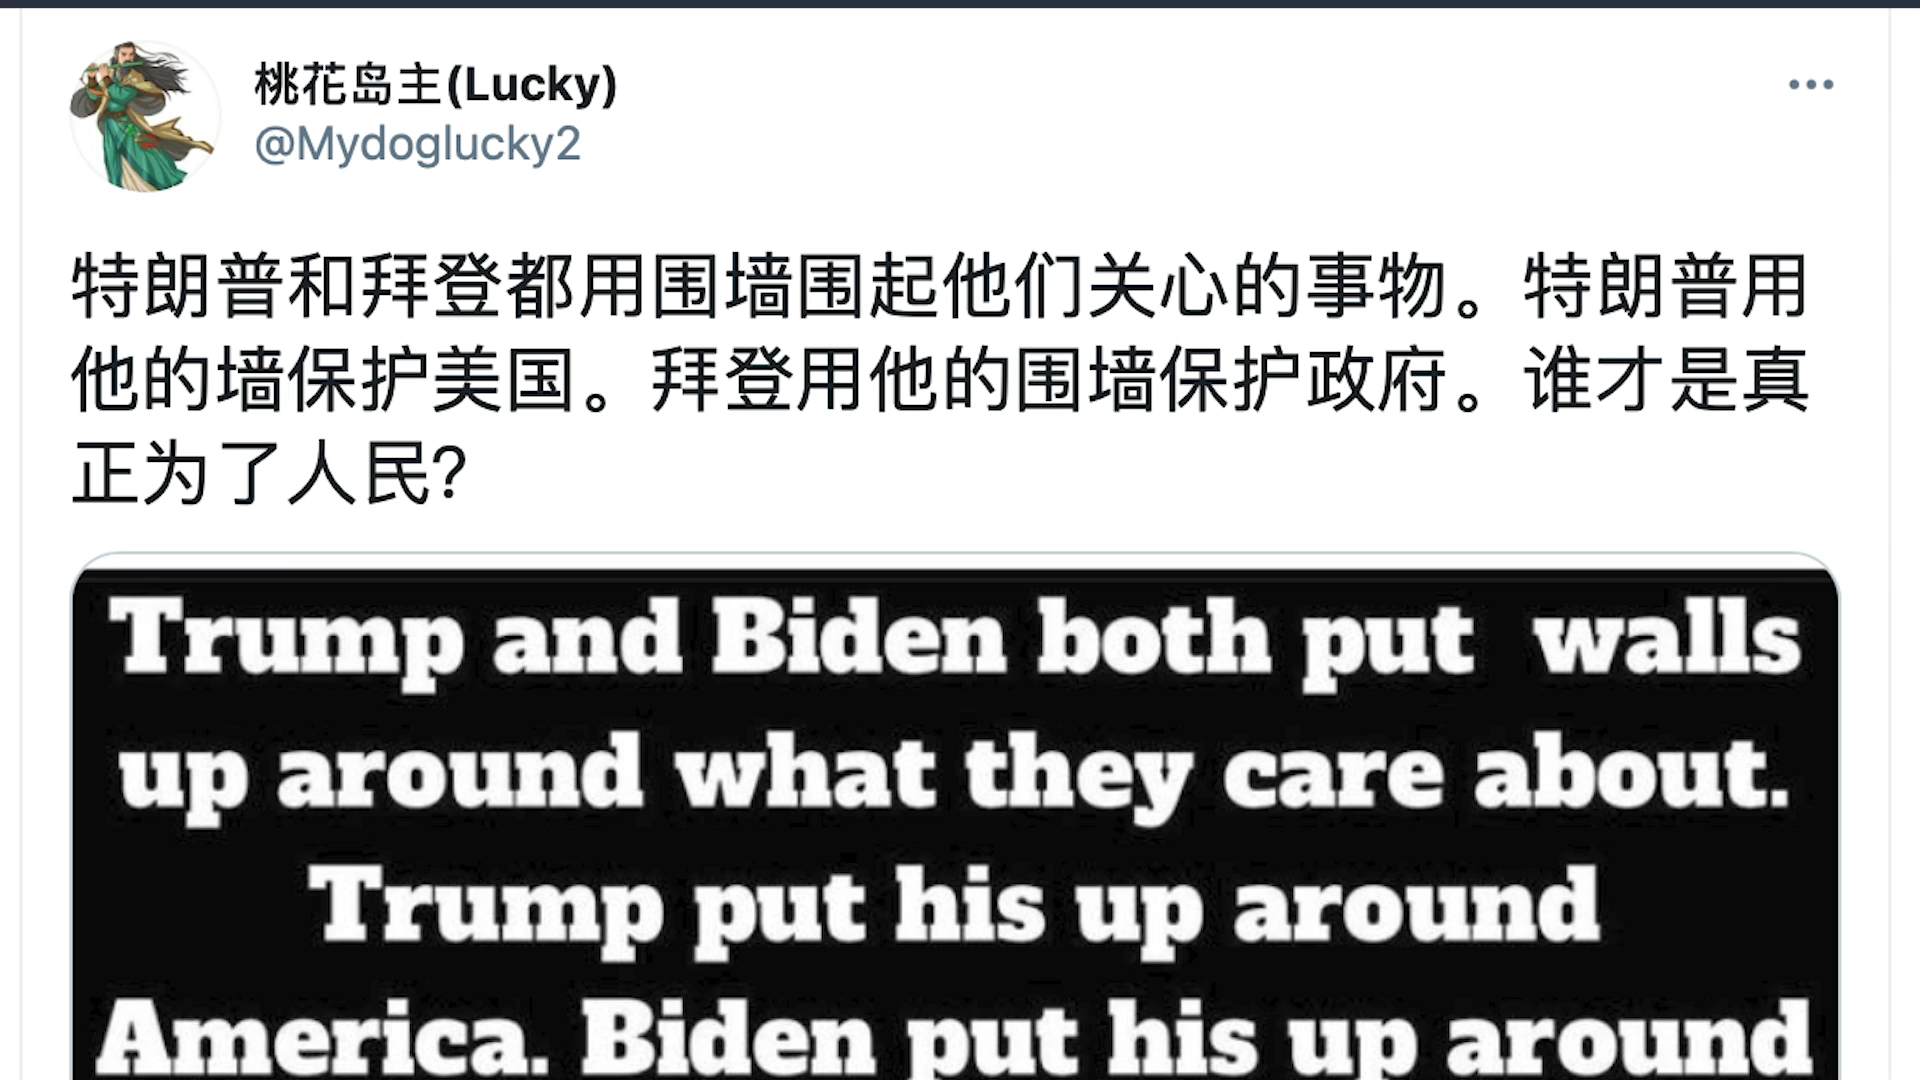 桃花岛主(Lucky)
@Mydoglucky2
特朗普和拜登都用围墙围起他们关心的事物。特朗普用
他的墙保护美国。拜登用他的围墙保护政府。谁才是真
正为了人民?
Trump and Biden both put walls
up around what they care about.
Trump put his up around
America. Biden put his up around